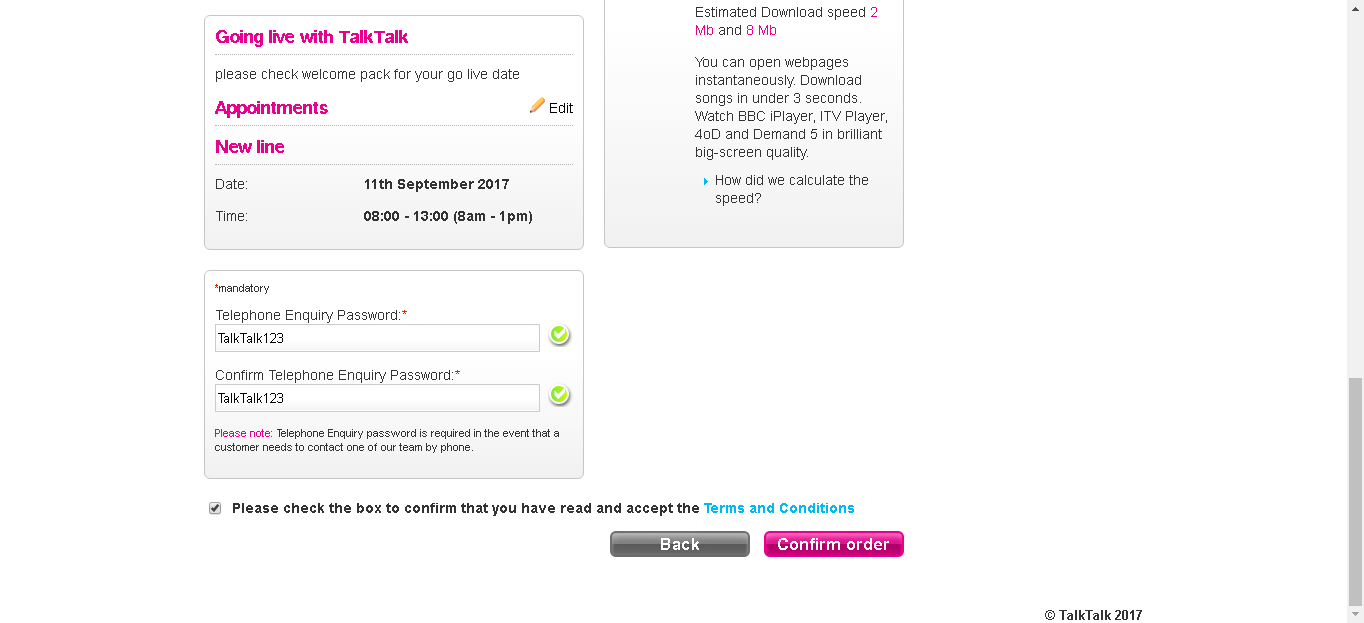 Going live with TalkTalk
please check welcome pack for your go live date
Appointments
Edit
New line
Date: 11th September 2017
Time: 08:00 - 13:00 (8am - 1pm)
Estimated Download speed 2
Mb and 8 Mb
You can open webpages
instantaneously. Download
songs in under 3 seconds.
Watch BBC iPlayer, ITV Player,
4oD and Demand 5 in brilliant
big-screen quality.
How did we calculate the
speed?
*mandatory
Telephone Enquiry Password:*
TalkTalk123
Confirm Telephone Enquiry Password:*
TalkTalk123
Please note: Telephone Enquiry password is required in the event that a
customer needs to contact one of our team by phone.
Please check the box to confirm that you have read and accept the Terms and Conditions
Back
Confirm order
© TalkTalk 2017